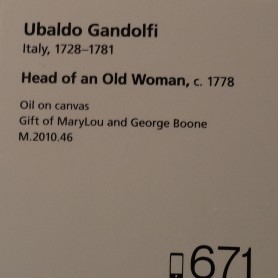 Ubaldo Gandolfi
Italy, 1728–1781
Head of an Old Woman, c. 1778
Oil on canvas
Gift of MaryLou and George Boone
M.2010.46
671